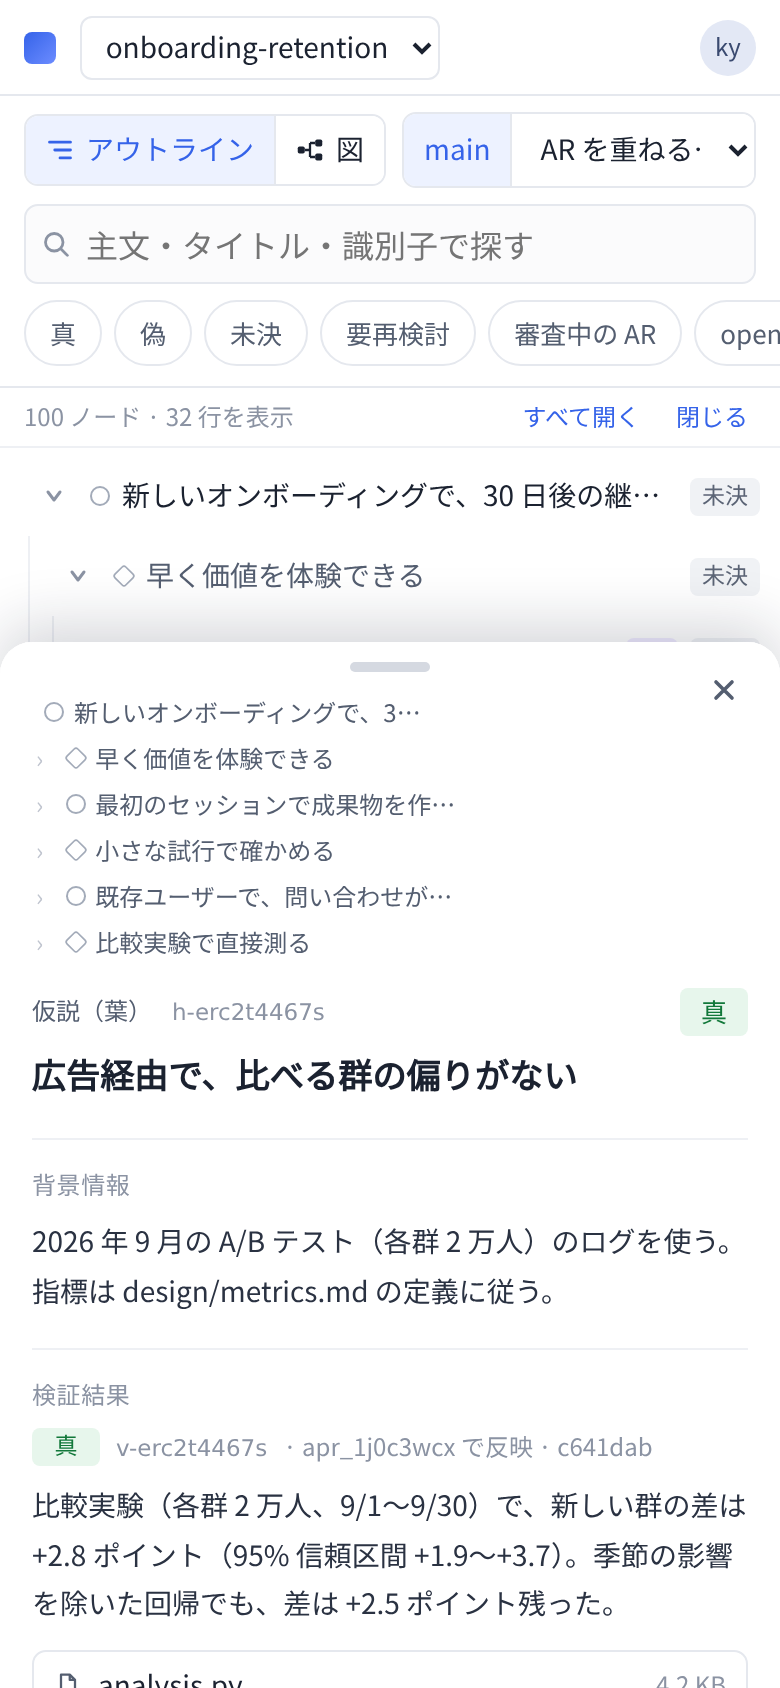 onboarding-retention
ky
アウトライン
図
main
AR を重ねる·
主文・タイトル・識別子で探す
真
偽
未決
要再検討
審査中の AR
open
100 ノード · 32 行を表示
すべて開く
閉じる
新しいオンボーディングで、30 日後の継…
未決
早く価値を体験できる
未決
新しいオンボーディングで、3…
› 早く価値を体験できる
› 最初のセッションで成果物を作…
› 小さな試行で確かめる
› 既存ユーザーで、問い合わせが…
› 比較実験で直接測る
仮説（葉） h-erc2t4467s
真
広告経由で、比べる群の偏りがない
背景情報
2026 年 9 月の A/B テスト（各群 2 万人）のログを使う。
指標は design/metrics.md の定義に従う。
検証結果
真 v-erc2t4467s · apr_1j0c3wcx で反映 · c641dab
比較実験（各群 2 万人、9/1〜9/30）で、新しい群の差は
+2.8 ポイント（95% 信頼区間 +1.9〜+3.7）。季節の影響
を除いた回帰でも、差は +2.5 ポイント残った。
analysis.py
4.2 KB